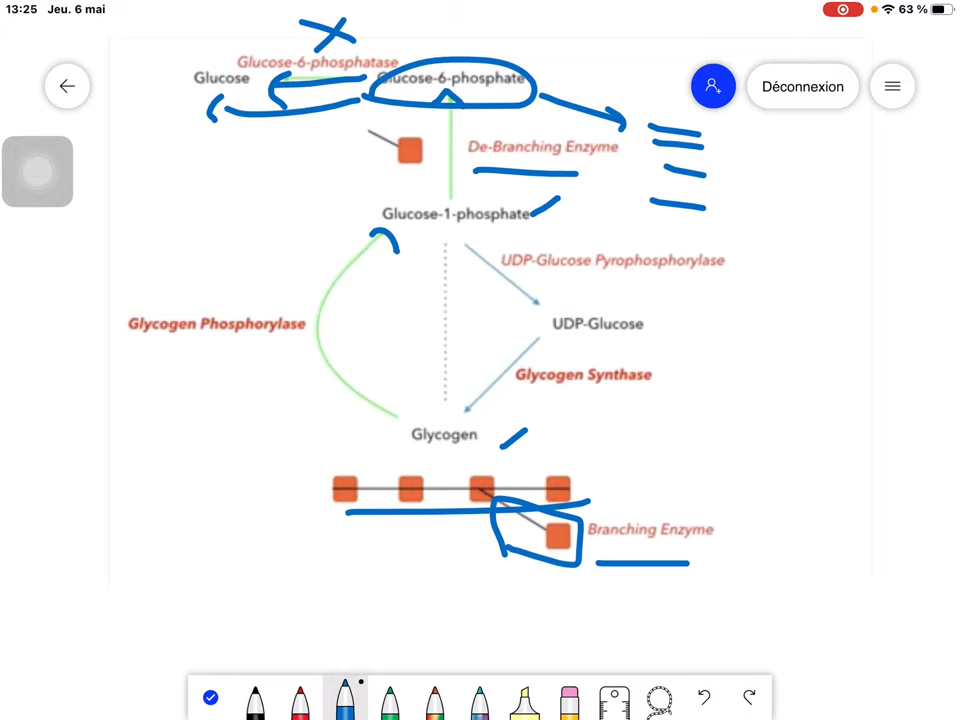 13:25 Jeu. 6 mai
63 %
Glucose-6-phosphatase
Glucose
Glucose-6-phosphate
Déconnexion
De-Branching Enzyme
Glucose-1-phosphate
UDP-Glucose Pyrophosphorylase
Glycogen Phosphorylase
UDP-Glucose
Glycogen Synthase
Glycogen
Branching Enzyme